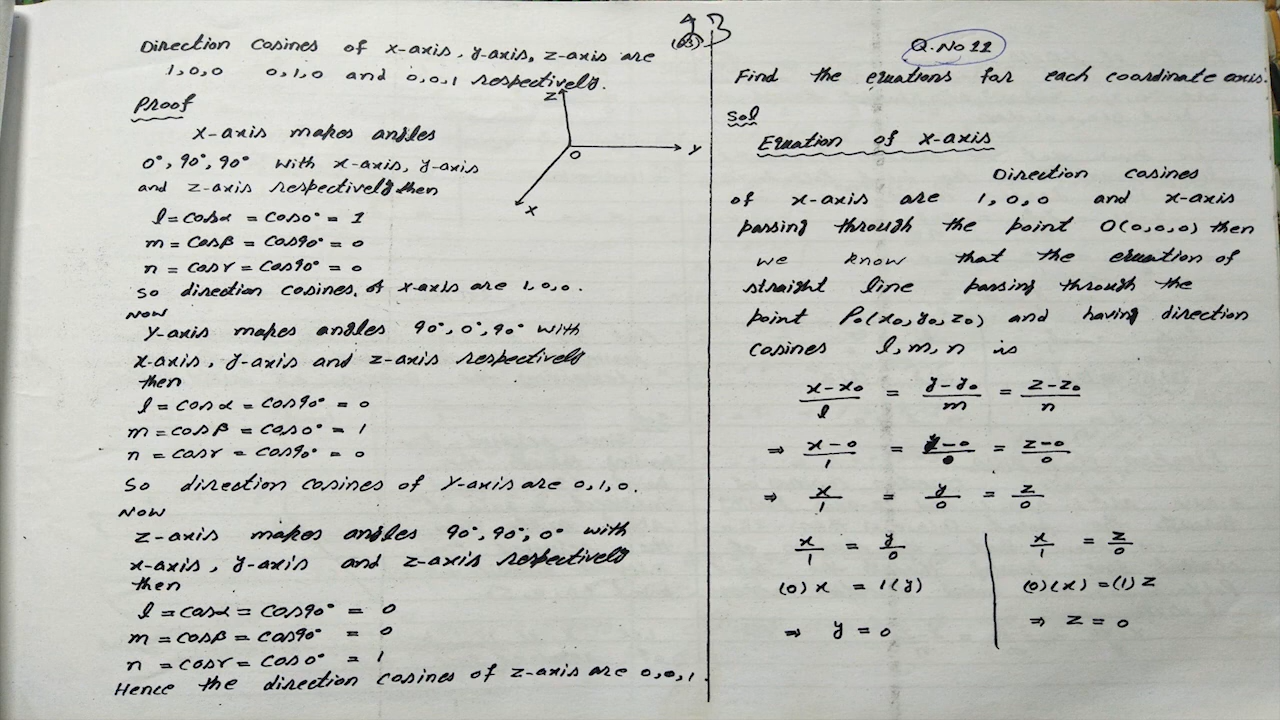 43
(63)
Direction cosines of x-axis, y-axis, z-axis are
1,0,0 0,1,0 and 0,0,1 respectively.
Proof
x-axis makes angles
0°, 90°, 90° with x-axis, y-axis
and z-axis respectively then
l = cosα = cos0° = 1
m = cosβ = cos90° = 0
n = cosγ = cos90° = 0
So direction cosines of x-axis are 1,0,0.
Now
Y-axis makes angles 90°, 0°, 90° with
x-axis, y-axis and z-axis respectively
then
l = cosα = cos90° = 0
m = cosβ = cos0° = 1
n = cosγ = cos90° = 0
So direction cosines of Y-axis are 0,1,0.
Now
z-axis makes angles 90°, 90°, 0° with
x-axis, y-axis and z-axis respectively
then
l = cosα = cos90° = 0
m = cosβ = cos90° = 0
n = cosγ = cos0° = 1
Hence the direction cosines of z-axis are 0,0,1.
Z
O
Y
X
Q.No 11
Find the equations for each coordinate axis.
Sol
Equation of x-axis
Direction cosines
of x-axis are 1,0,0 and x-axis
passing through the point O(0,0,0) then
we know that the equation of
straight line passing through the
point P₀(x₀,y₀,z₀) and having direction
cosines l,m,n is
(x-x₀)/l = (y-y₀)/m = (z-z₀)/n
⇒ (x-0)/1 = (y-0)/0 = (z-0)/0
⇒ x/1 = y/0 = z/0
x/1 = y/0
(0)x = 1(y)
⇒ y = 0
x/1 = z/0
(0)(x) = (1)z
⇒ z = 0